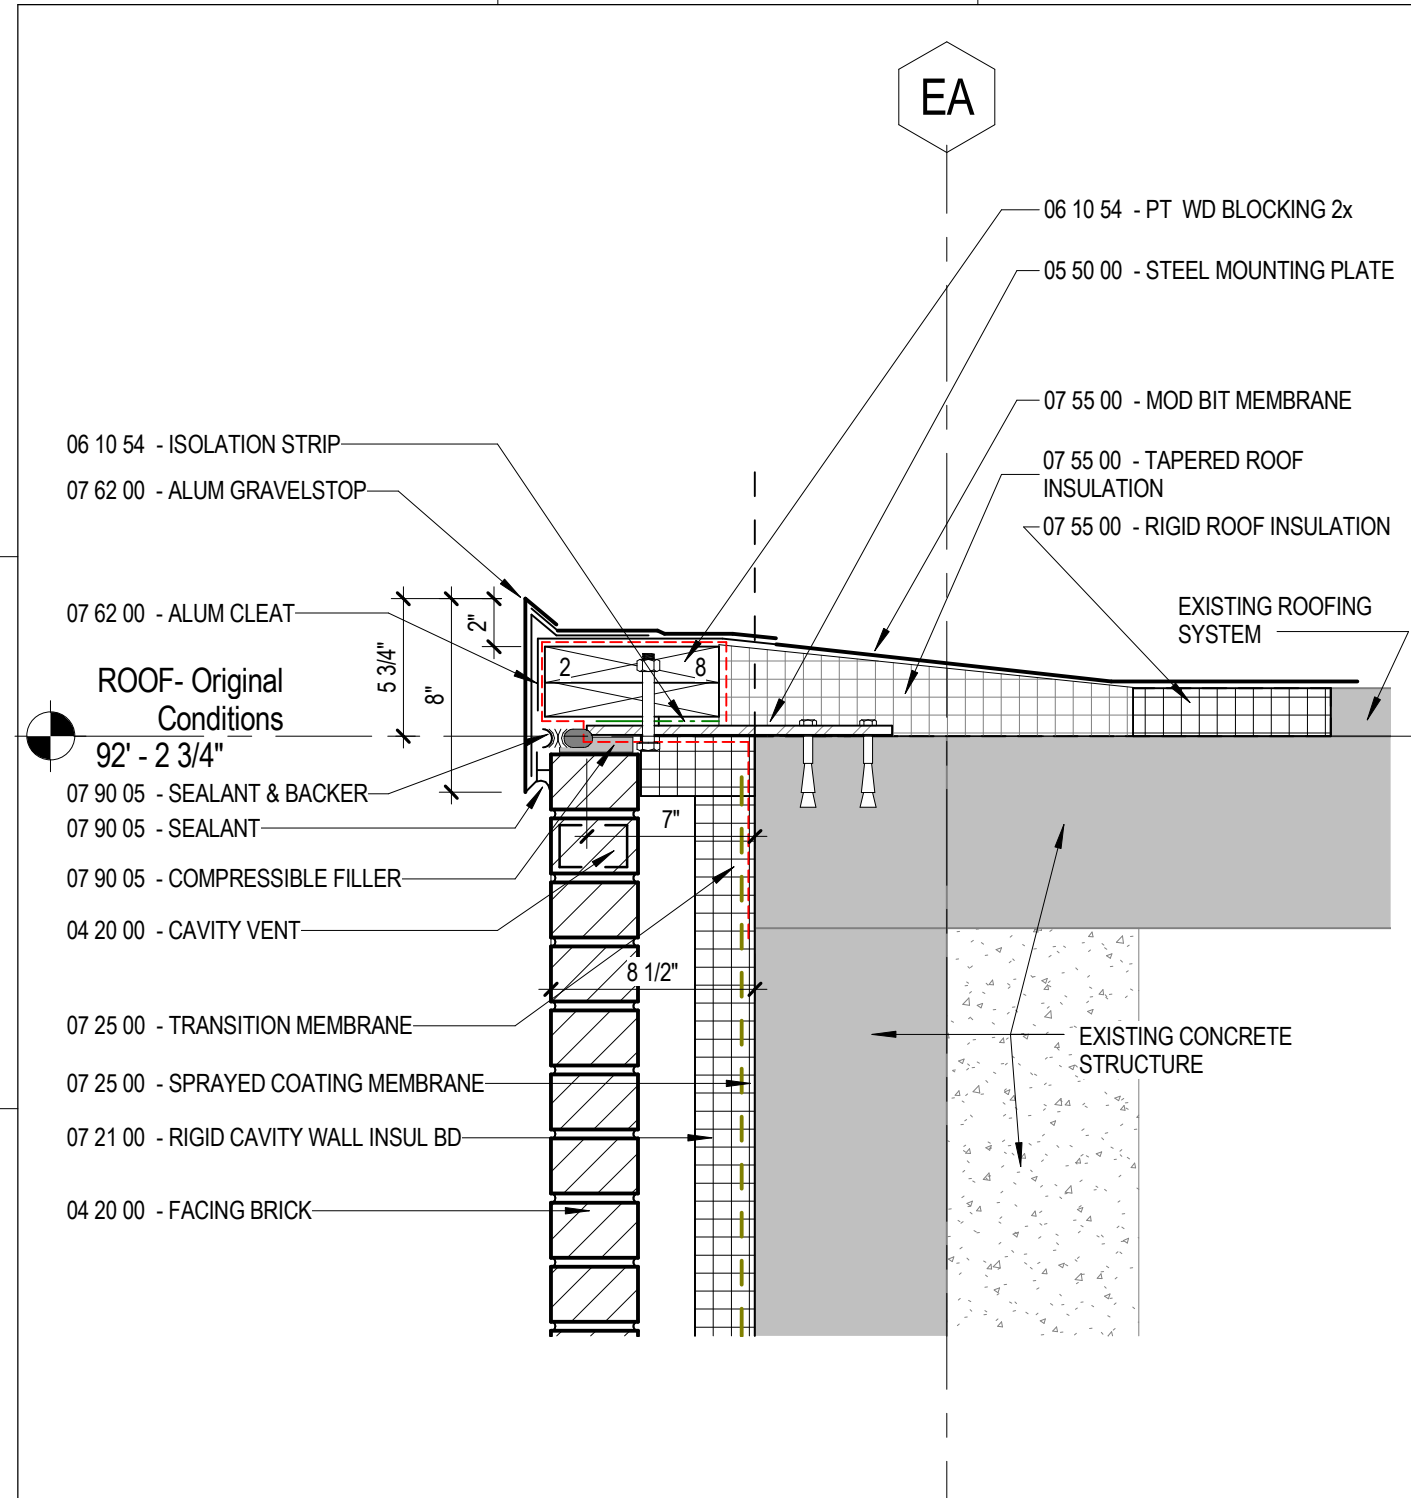 EA
06 10 54 - PT WD BLOCKING 2x
05 50 00 - STEEL MOUNTING PLATE
07 55 00 - MOD BIT MEMBRANE
07 55 00 - TAPERED ROOF
INSULATION
07 55 00 - RIGID ROOF INSULATION
EXISTING ROOFING
SYSTEM
06 10 54 - ISOLATION STRIP
07 62 00 - ALUM GRAVELSTOP
07 62 00 - ALUM CLEAT
5 3/4"
8"
2"
2
8
ROOF- Original
Conditions
92' - 2 3/4"
07 90 05 - SEALANT & BACKER
07 90 05 - SEALANT
7"
07 90 05 - COMPRESSIBLE FILLER
04 20 00 - CAVITY VENT
8 1/2"
07 25 00 - TRANSITION MEMBRANE
07 25 00 - SPRAYED COATING MEMBRANE
07 21 00 - RIGID CAVITY WALL INSUL BD
04 20 00 - FACING BRICK
EXISTING CONCRETE
STRUCTURE